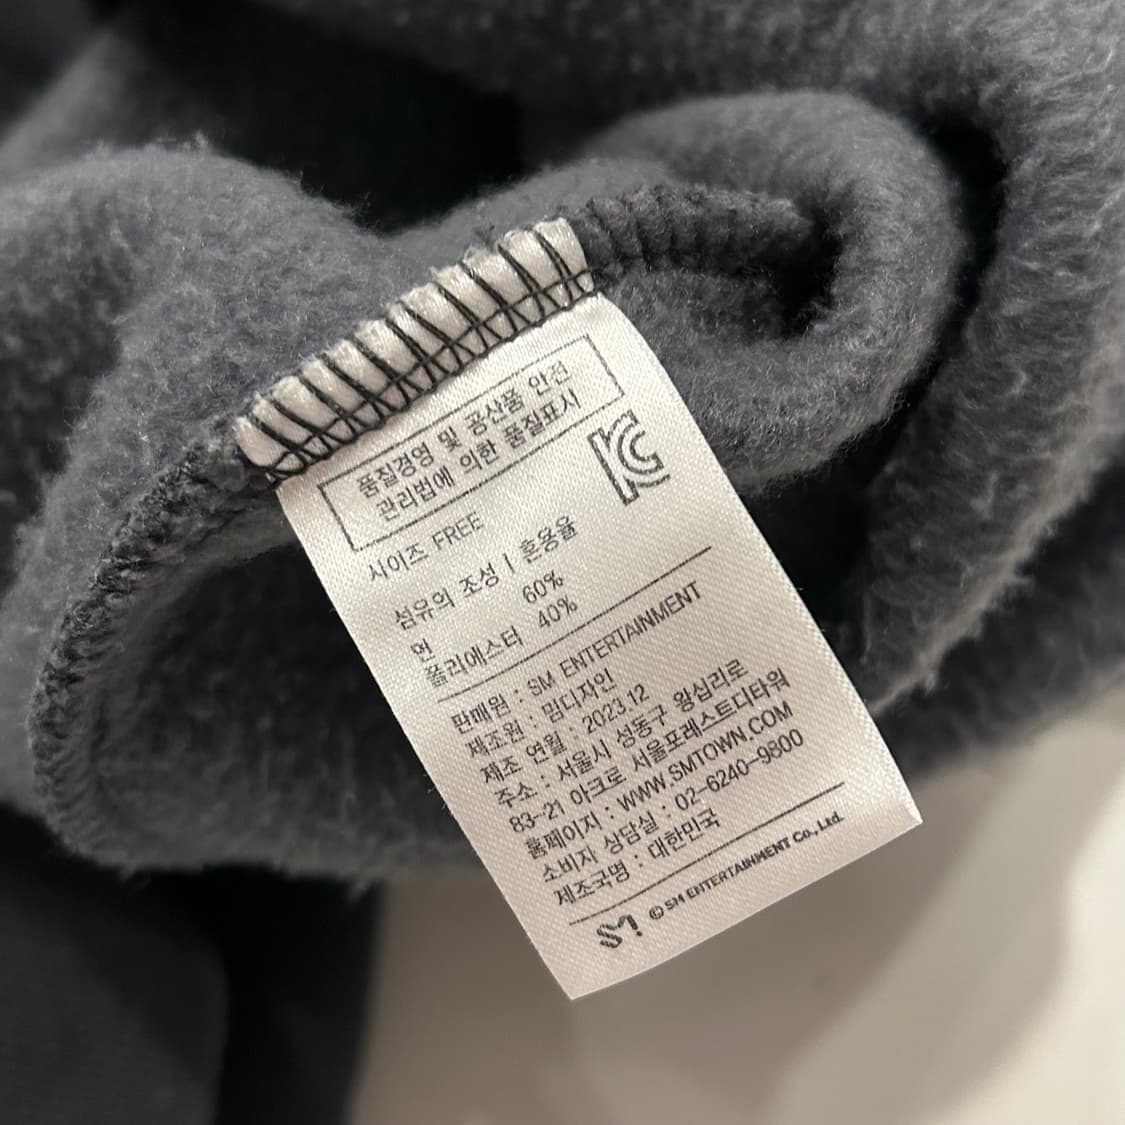 품질경영 및 공산품 안전
관리법에 의한 품질표시
KC
사이즈 FREE
섬유의 조성 | 혼용율
면 60%
폴리에스터 40%
판매원 : SM ENTERTAINMENT
제조원 : 맘디자인
제조 연월 : 2023.12
주소 : 서울시 성동구 왕십리로
83-21 아크로 서울포레스트디타워
홈페이지 : WWW.SMTOWN.COM
소비지 상담실 : 02-6240-9800
제조국명 : 대한민국
SM ©SM ENTERTAINMENT Co., Ltd.